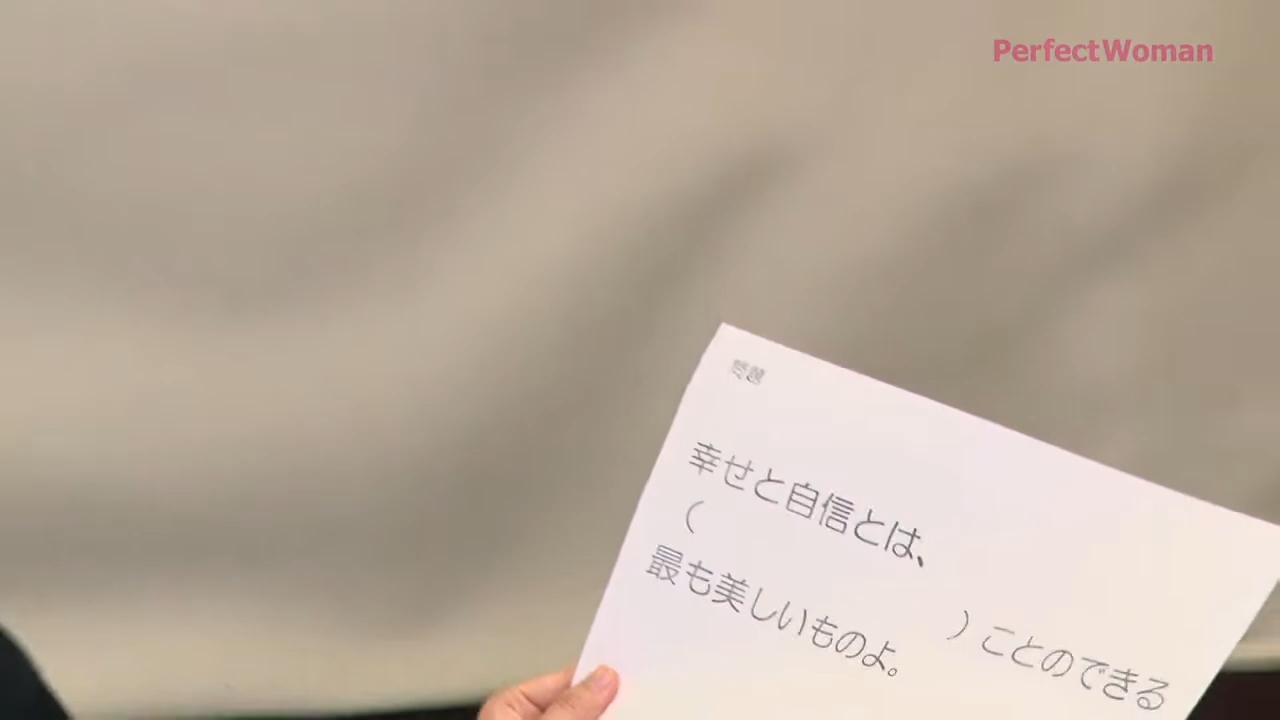 PerfectWoman
問題
幸せと自信とは、
( ) ことのできる
最も美しいものよ。